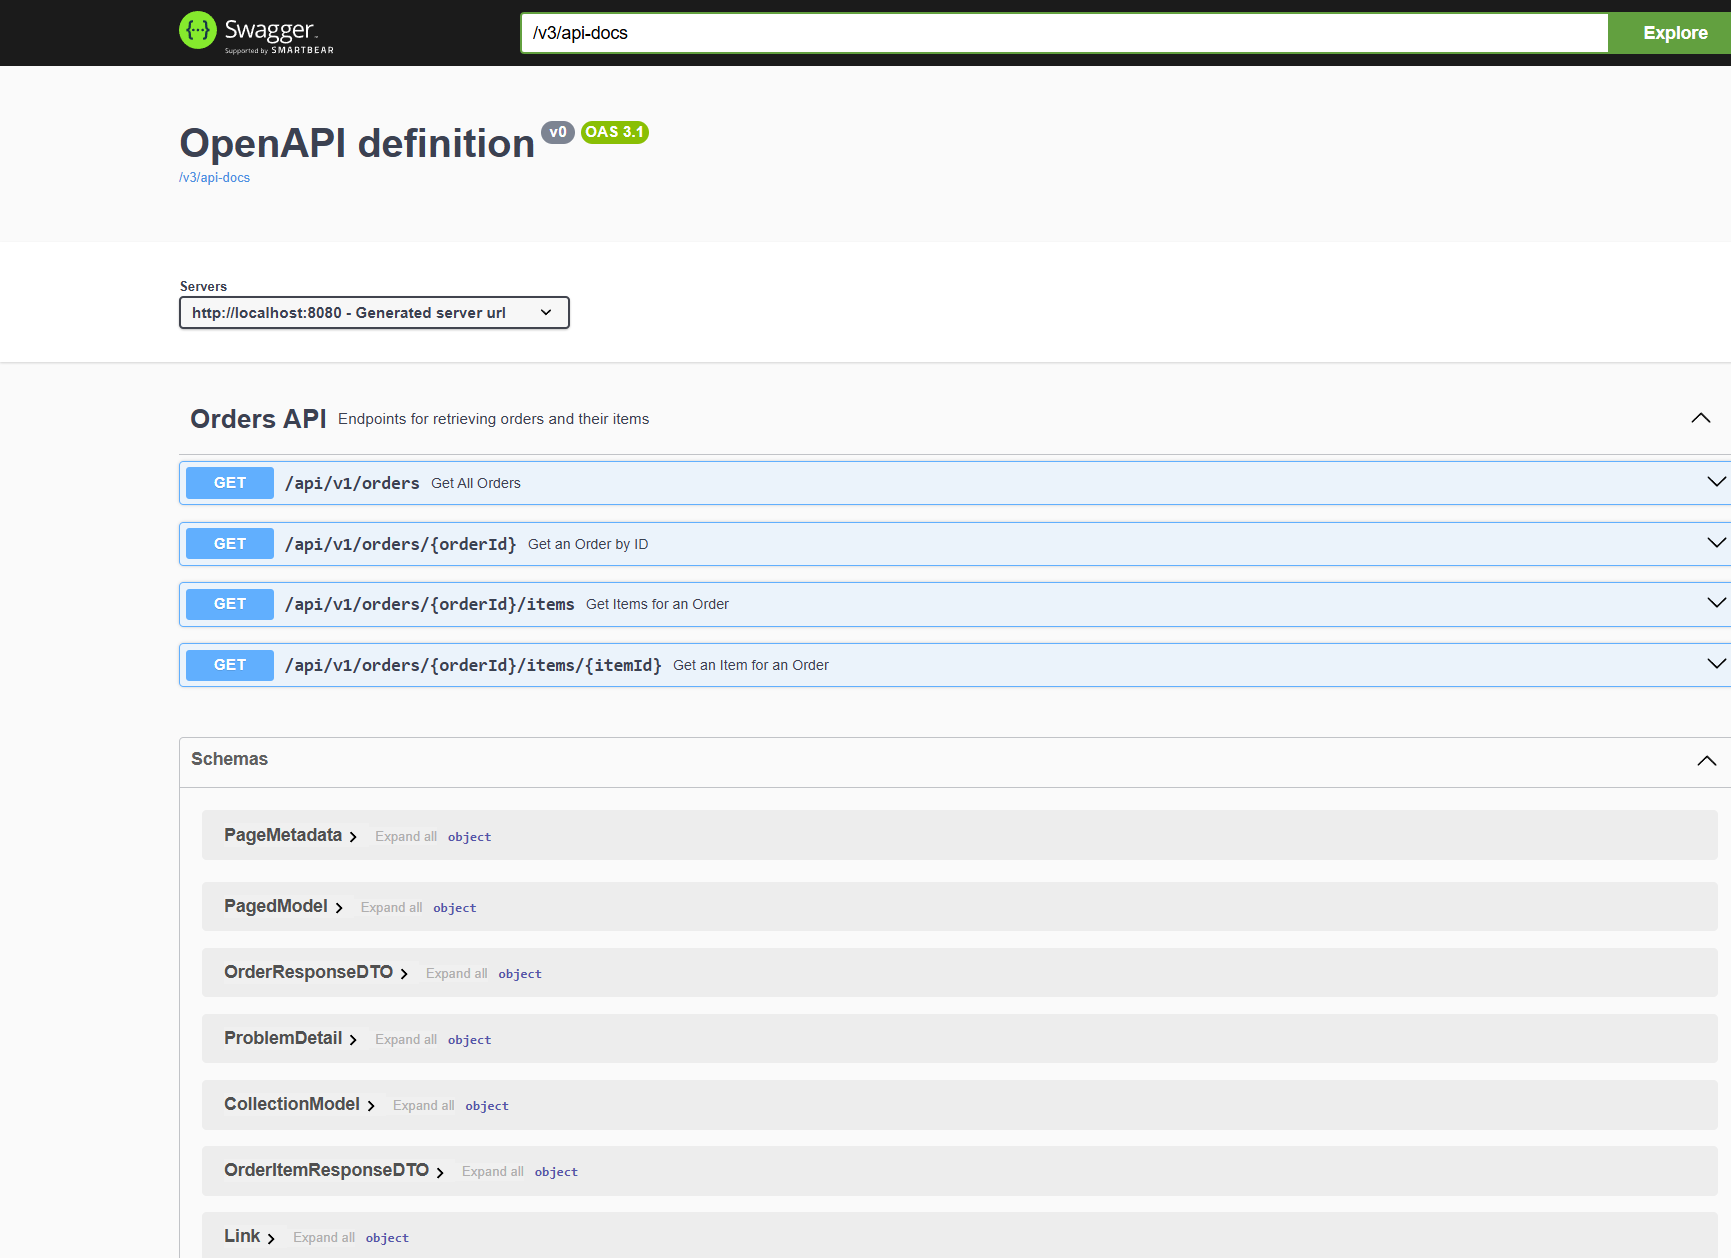 {···} Swagger.
Supported by SMARTBEAR
/v3/api-docs
Explore
OpenAPI definition v0 OAS 3.1
/v3/api-docs
Servers
http://localhost:8080 - Generated server url
Orders API Endpoints for retrieving orders and their items
GET /api/v1/orders Get All Orders
GET /api/v1/orders/{orderId} Get an Order by ID
GET /api/v1/orders/{orderId}/items Get Items for an Order
GET /api/v1/orders/{orderId}/items/{itemId} Get an Item for an Order
Schemas
PageMetadata Expand all object
PagedModel Expand all object
OrderResponseDTO Expand all object
ProblemDetail Expand all object
CollectionModel Expand all object
OrderItemResponseDTO Expand all object
Link Expand all object